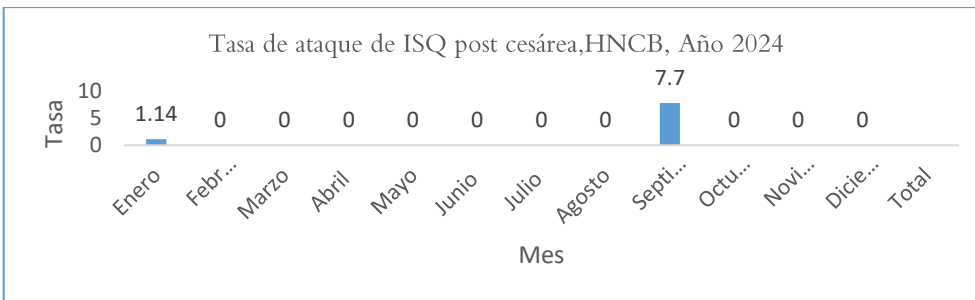 Tasa de ataque de ISQ post cesárea,HNCB, Año 2024
Tasa
10
5
0
1.14
0
0
0
0
0
0
0
7.7
0
0
0
Enero
Febr...
Marzo
Abril
Mayo
Junio
Julio
Agosto
Septi...
Octu...
Novi...
Dicie...
Total
Mes